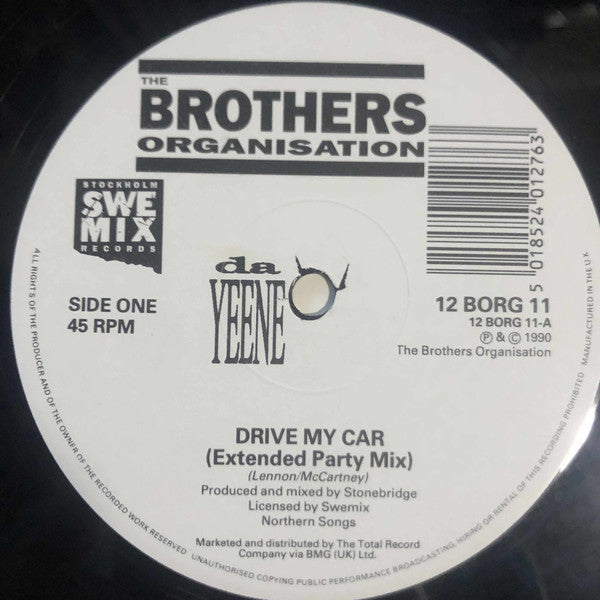 THE
BROTHERS
ORGANISATION
STOCKHOLM
SWE
MIX
RECORDS
5 018524 012763
da
YEENE
SIDE ONE
45 RPM
12 BORG 11
12 BORG 11-A
Ⓟ & © 1990
The Brothers Organisation
DRIVE MY CAR
(Extended Party Mix)
(Lennon/McCartney)
Produced and mixed by Stonebridge
Licensed by Swemix
Northern Songs
Marketed and distributed by The Total Record
Company via BMG (UK) Ltd.
ALL RIGHTS OF THE PRODUCER AND OF THE OWNER OF THE RECORDED WORK RESERVED UNAUTHORISED COPYING PUBLIC PERFORMANCE BROADCASTING HIRING OR RENTAL OF THIS RECORDING PROHIBITED MANUFACTURED IN THE U.K